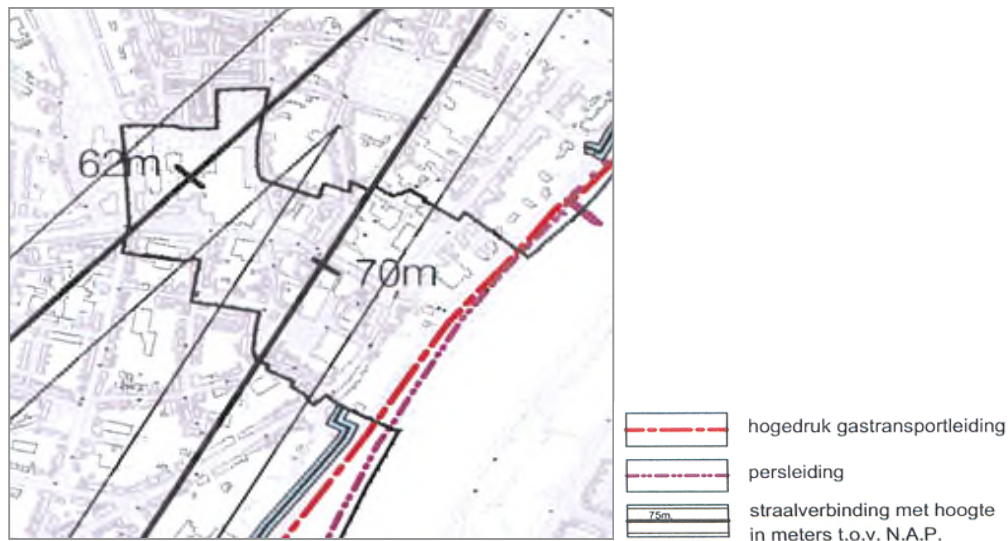 62m
70m
hogedruk gastransportleiding
persleiding
75m.
straalverbinding met hoogte
in meters t.o.v. N.A.P.